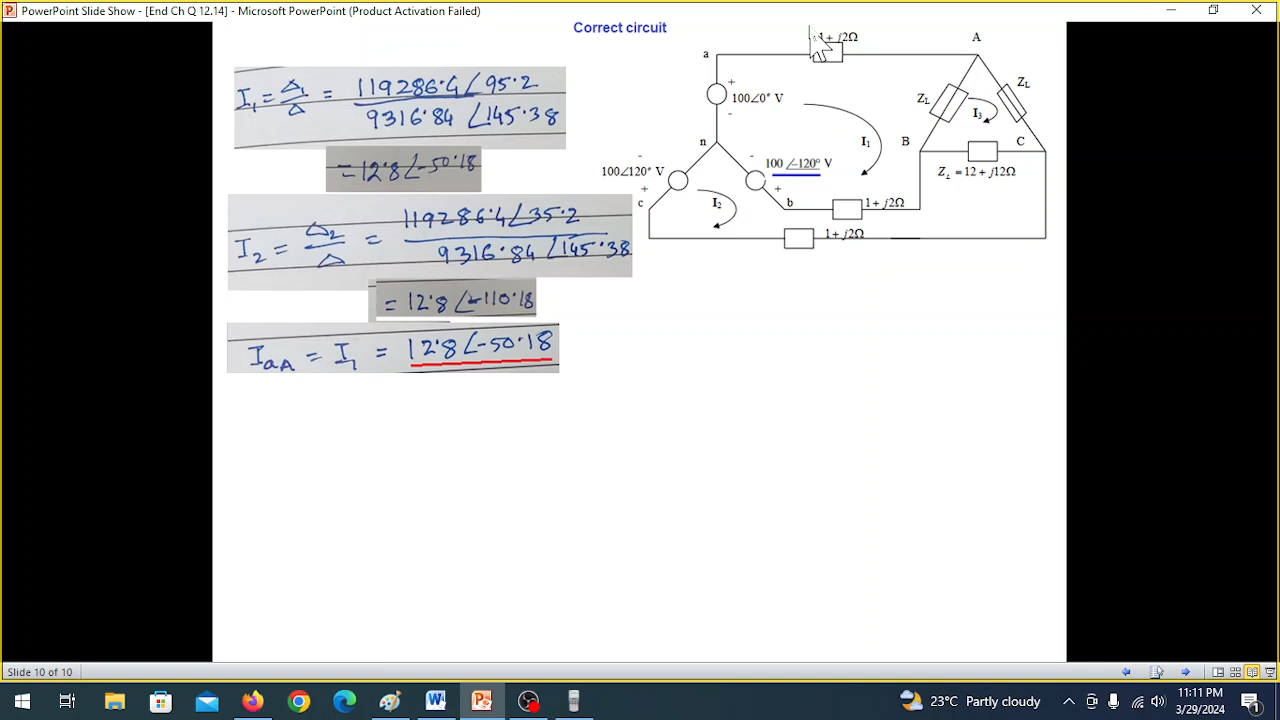 PowerPoint Slide Show - [End Ch Q 12.14] - Microsoft PowerPoint (Product Activation Failed)
Correct circuit
I₁ = Δ₁/Δ = 119286.4∠95.2 / 9316.84 ∠145.38
= 12.8∠-50.18
I₂ = Δ₂/Δ = 119286.4∠35.2 / 9316.84 ∠145.38
= 12.8 ∠-110.18
IaA = I₁ = 12.8∠-50.18
1+ j2Ω
A
a
+
100∠0° V
-
ZL
ZL
I3
n
I1
B
C
-
100∠120° V
+
c
-
100 ∠-120° V
+
b
I2
ZL = 12 + j12Ω
1+ j2Ω
1+ j2Ω
Slide 10 of 10
23°C Partly cloudy
11:11 PM
3/29/2024